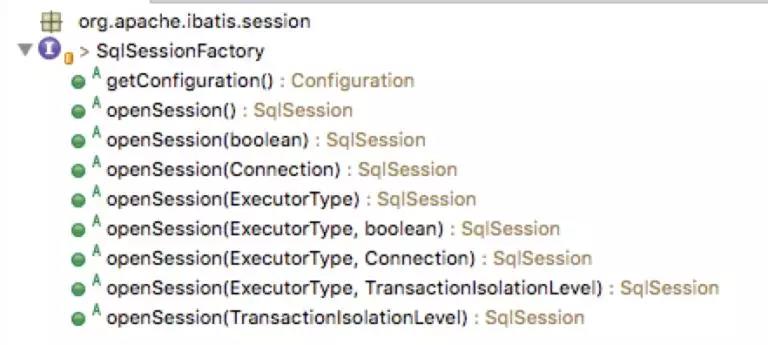 org.apache.ibatis.session
I > SqlSessionFactory
A getConfiguration() : Configuration
A openSession() : SqlSession
A openSession(boolean) : SqlSession
A openSession(Connection) : SqlSession
A openSession(ExecutorType) : SqlSession
A openSession(ExecutorType, boolean) : SqlSession
A openSession(ExecutorType, Connection) : SqlSession
A openSession(ExecutorType, TransactionIsolationLevel) : SqlSession
A openSession(TransactionIsolationLevel) : SqlSession